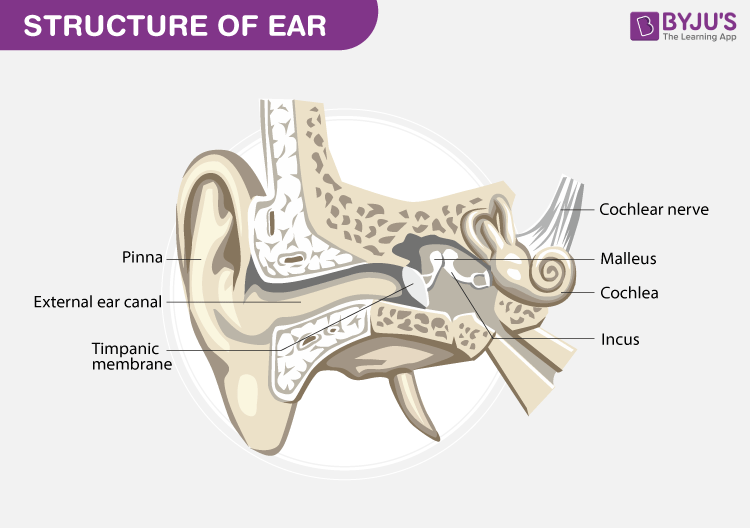 STRUCTURE OF EAR
BYJU'S
The Learning App
Cochlear nerve
Pinna
Malleus
External ear canal
Cochlea
Timpanic
membrane
Incus